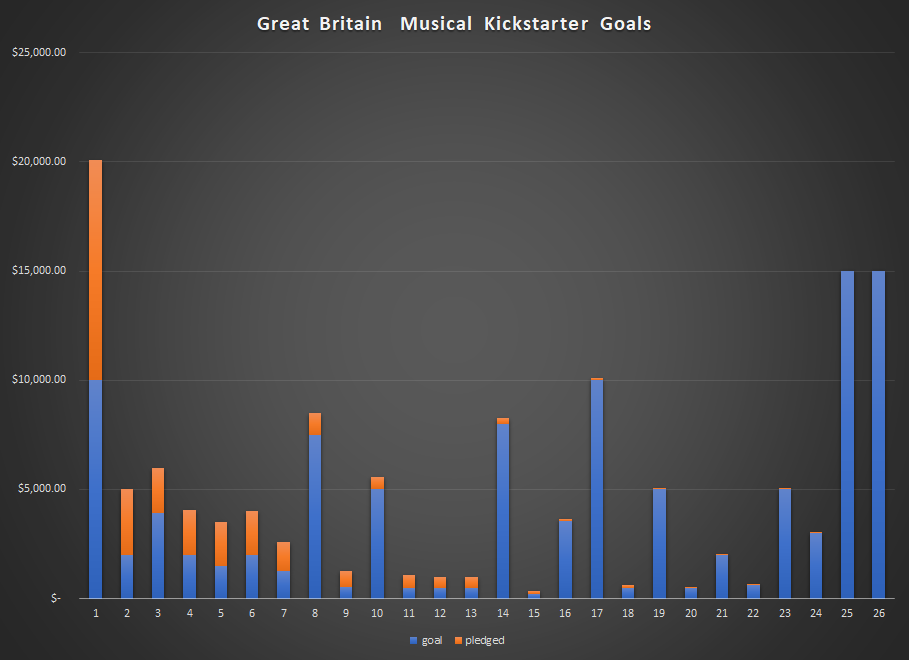 Great Britain Musical Kickstarter Goals
$25,000.00
$20,000.00
$15,000.00
$10,000.00
$5,000.00
$-
1 2 3 4 5 6 7 8 9 10 11 12 13 14 15 16 17 18 19 20 21 22 23 24 25 26
goal pledged